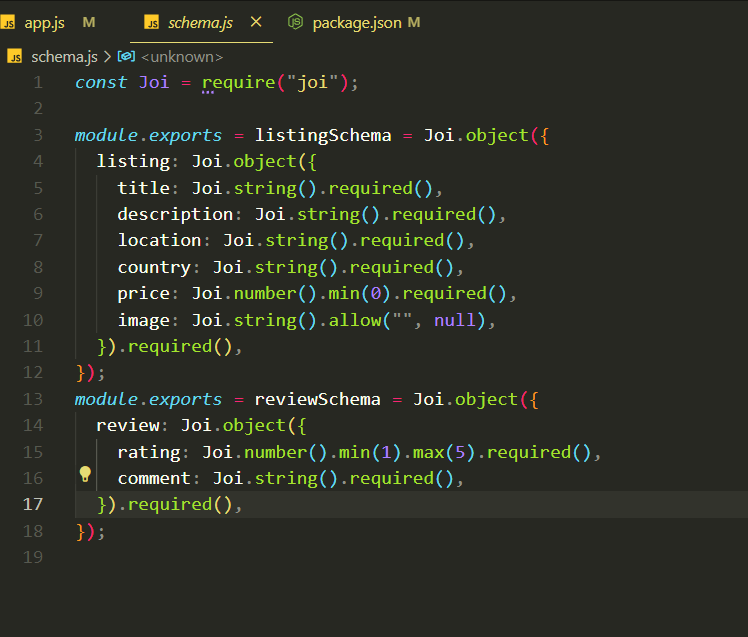 JS app.js M JS schema.js × JS package.json M
JS schema.js > <unknown>
1 const Joi = require("joi");
2
3 module.exports = listingSchema = Joi.object({
4   listing: Joi.object({
5     title: Joi.string().required(),
6     description: Joi.string().required(),
7     location: Joi.string().required(),
8     country: Joi.string().required(),
9     price: Joi.number().min(0).required(),
10     image: Joi.string().allow("", null),
11   }).required(),
12 });
13 module.exports = reviewSchema = Joi.object({
14   review: Joi.object({
15     rating: Joi.number().min(1).max(5).required(),
16     comment: Joi.string().required(),
17   }).required(),
18 });
19